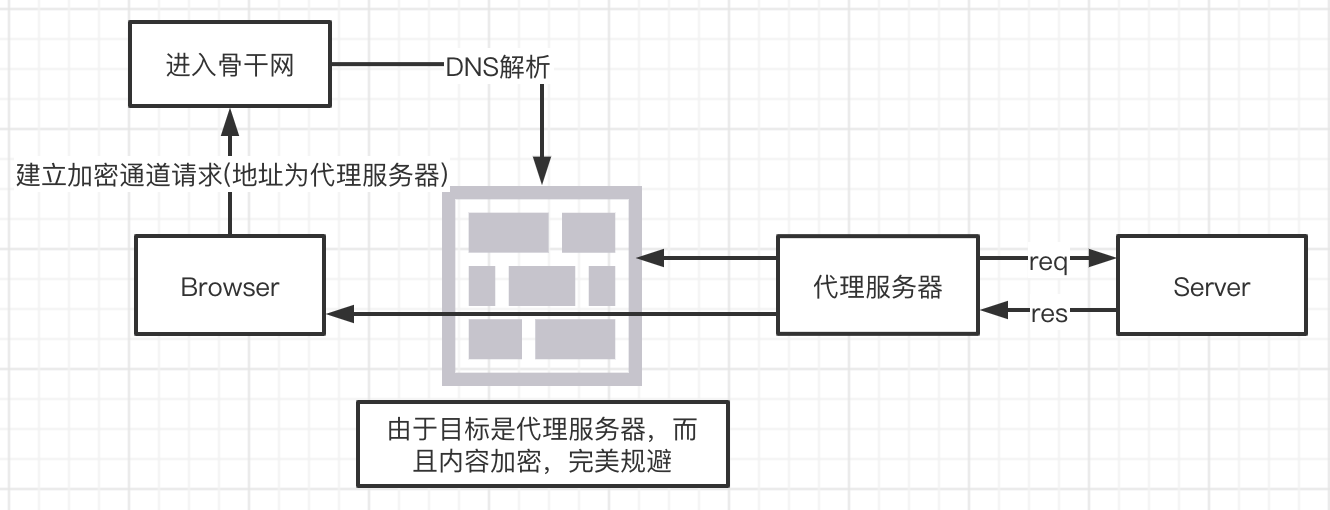 进入骨干网
DNS解析
建立加密通道请求(地址为代理服务器)
Browser
代理服务器
req
res
Server
由于目标是代理服务器，而
且内容加密，完美规避